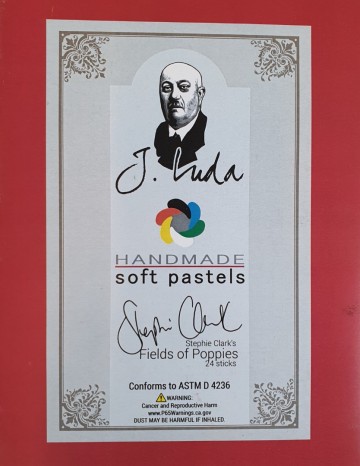 J. Luda
HANDMADE
soft pastels
Stephie Clark
Stephie Clark's
Fields of Poppies
24 sticks
Conforms to ASTM D 4236
WARNING:
Cancer and Reproductive Harm
www.P65Warnings.ca.gov
DUST MAY BE HARMFUL IF INHALED.